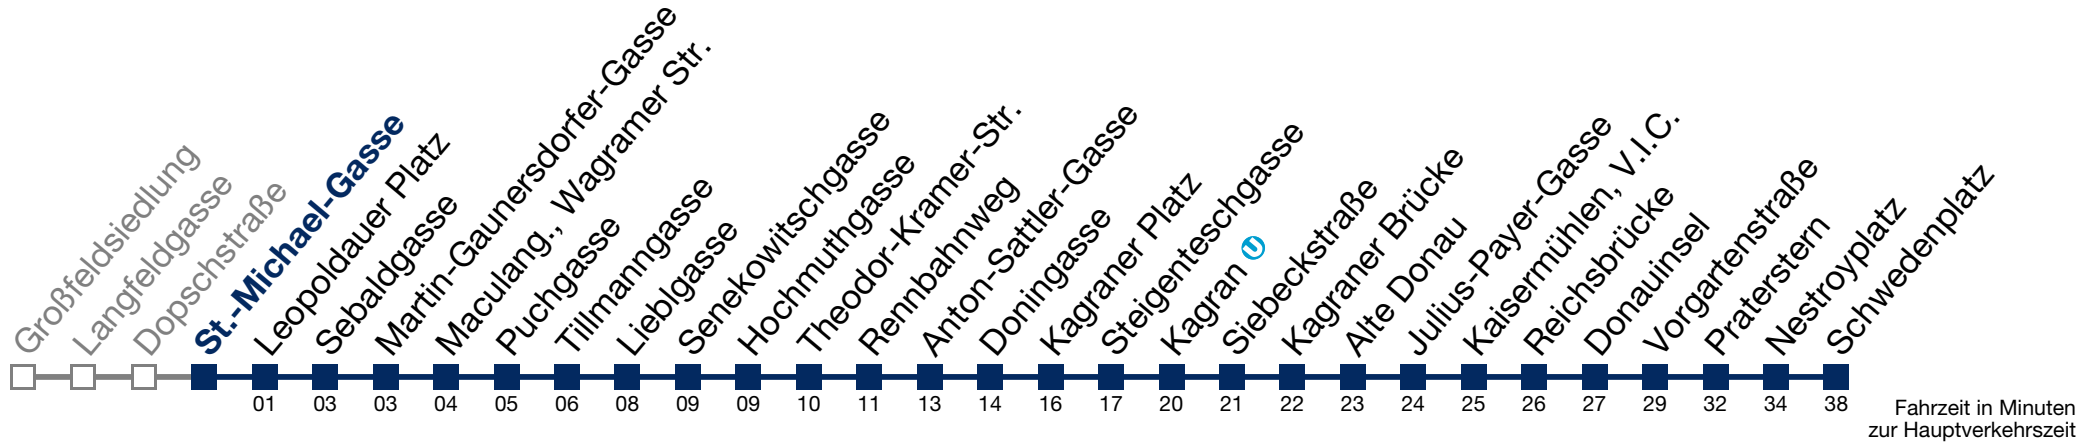 Großfeldsiedlung
Langfeldgasse
Dopschstraße
St.-Michael-Gasse
Leopoldauer Platz
Sebaldgasse
Martin-Gaunersdorfer-Gasse
Maculang., Wagramer Str.
Puchgasse
Tillmanngasse
Lieblgasse
Senekowitschgasse
Hochmuthgasse
Theodor-Kramer-Str.
Rennbahnweg
Anton-Sattler-Gasse
Doningasse
Kagraner Platz
Steigenteschgasse
Kagran U
Siebeckstraße
Kagraner Brücke
Alte Donau
Julius-Payer-Gasse
Kaisermühlen, V.I.C.
Reichsbrücke
Donauinsel
Vorgartenstraße
Praterstern
Nestroyplatz
Schwedenplatz
01 03 03 04 05 06 08 09 09 10 11 13 14 16 17 20 21 22 23 24 25 26 27 29 32 34 38
Fahrzeit in Minuten
zur Hauptverkehrszeit